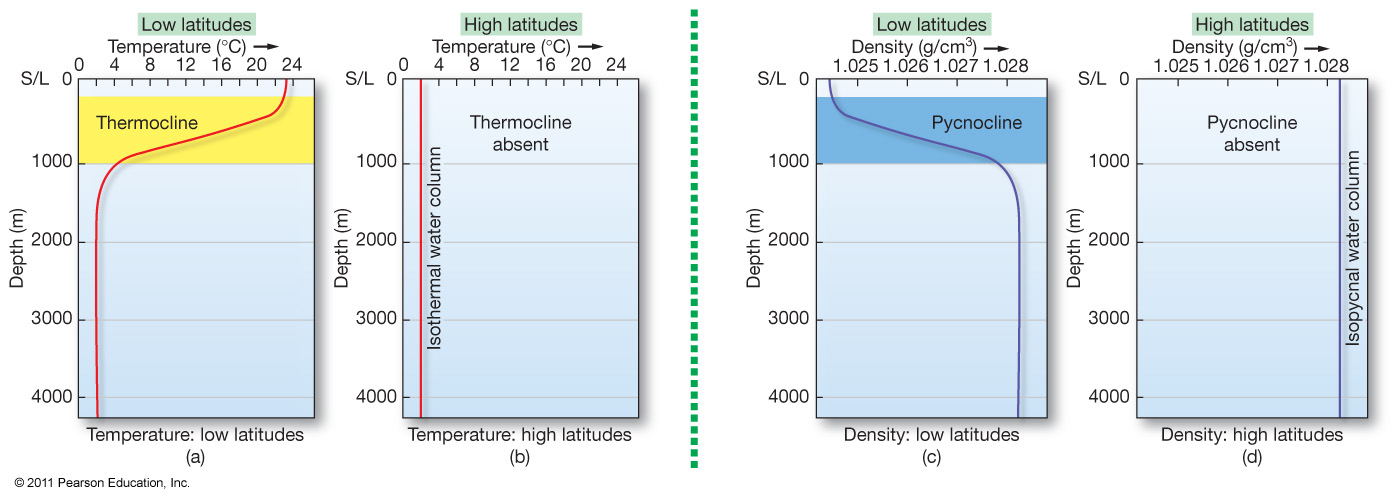 Low latitudes
Temperature (°C) →
0 4 8 12 16 20 24
S/L 0
Thermocline
1000
2000
3000
4000
Depth (m)
Temperature: low latitudes
(a)
High latitudes
Temperature (°C) →
0 4 8 12 16 20 24
S/L 0
Thermocline
absent
Isothermal water column
1000
2000
3000
4000
Depth (m)
Temperature: high latitudes
(b)
Low latitudes
Density (g/cm³) →
1.025 1.026 1.027 1.028
S/L 0
Pycnocline
1000
2000
3000
4000
Depth (m)
Density: low latitudes
(c)
High latitudes
Density (g/cm³) →
1.025 1.026 1.027 1.028
S/L 0
Pycnocline
absent
Isopycnal water column
1000
2000
3000
4000
Depth (m)
Density: high latitudes
(d)
© 2011 Pearson Education, Inc.